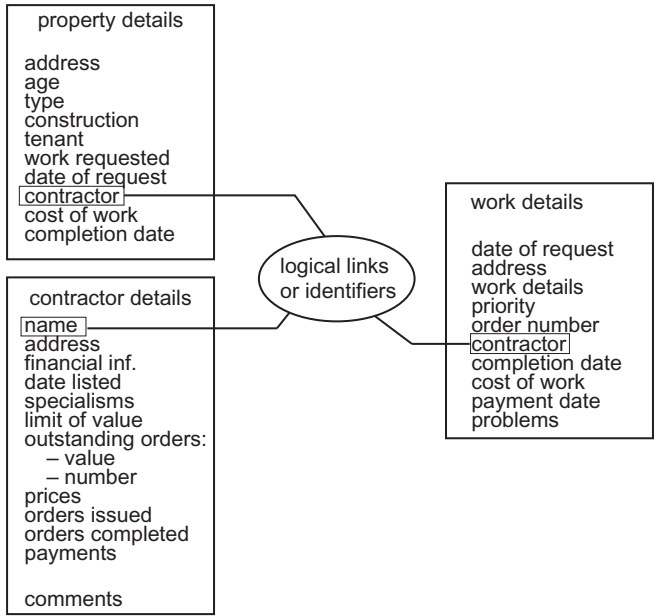 property details
address
age
type
construction
tenant
work requested
date of request
contractor
cost of work
completion date
contractor details
name
address
financial inf.
date listed
specialisms
limit of value
outstanding orders:
– value
– number
prices
orders issued
orders completed
payments
comments
logical links
or identifiers
work details
date of request
address
work details
priority
order number
contractor
completion date
cost of work
payment date
problems